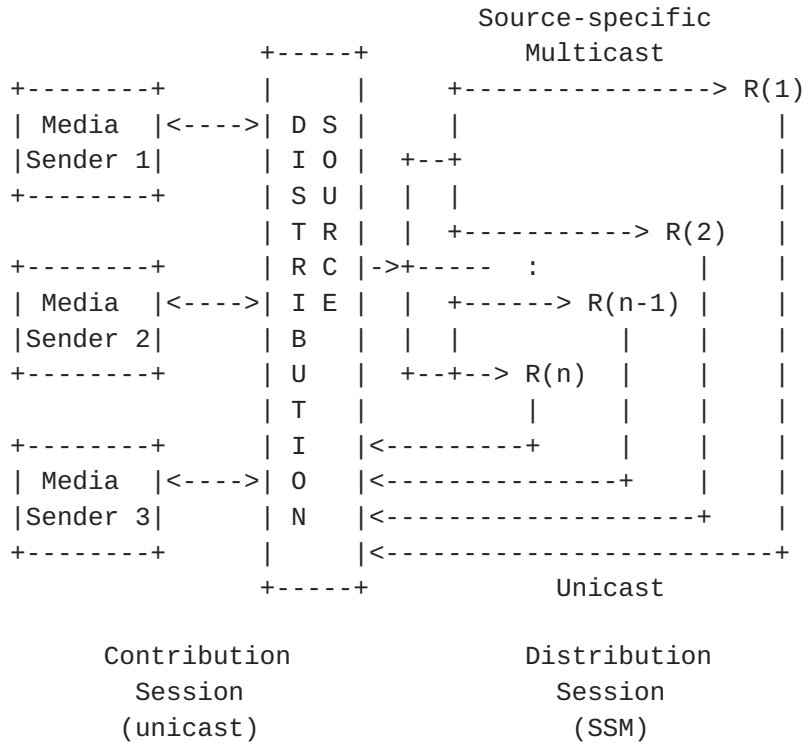 Source-specific
                +-----+          Multicast
+--------+      |     |     +----------------> R(1)
| Media  |<---->| D S |     |                    |
|Sender 1|      | I O |  +--+                    |
+--------+      | S U |  |  |                    |
                | T R |  |  +-----------> R(2)   |
+--------+      | R C |->+-----  :          |    |
| Media  |<---->| I E |  |  +------> R(n-1) |    |
|Sender 2|      | B   |  |  |          |    |    |
+--------+      | U   |  +--+--> R(n)  |    |    |
                | T   |          |     |    |    |
+--------+      | I   |<---------+     |    |    |
| Media  |<---->| O   |<---------------+    |    |
|Sender 3|      | N   |<--------------------+    |
+--------+      |     |<-------------------------+
                +-----+            Unicast
      Contribution               Distribution
        Session                    Session
       (unicast)                    (SSM)